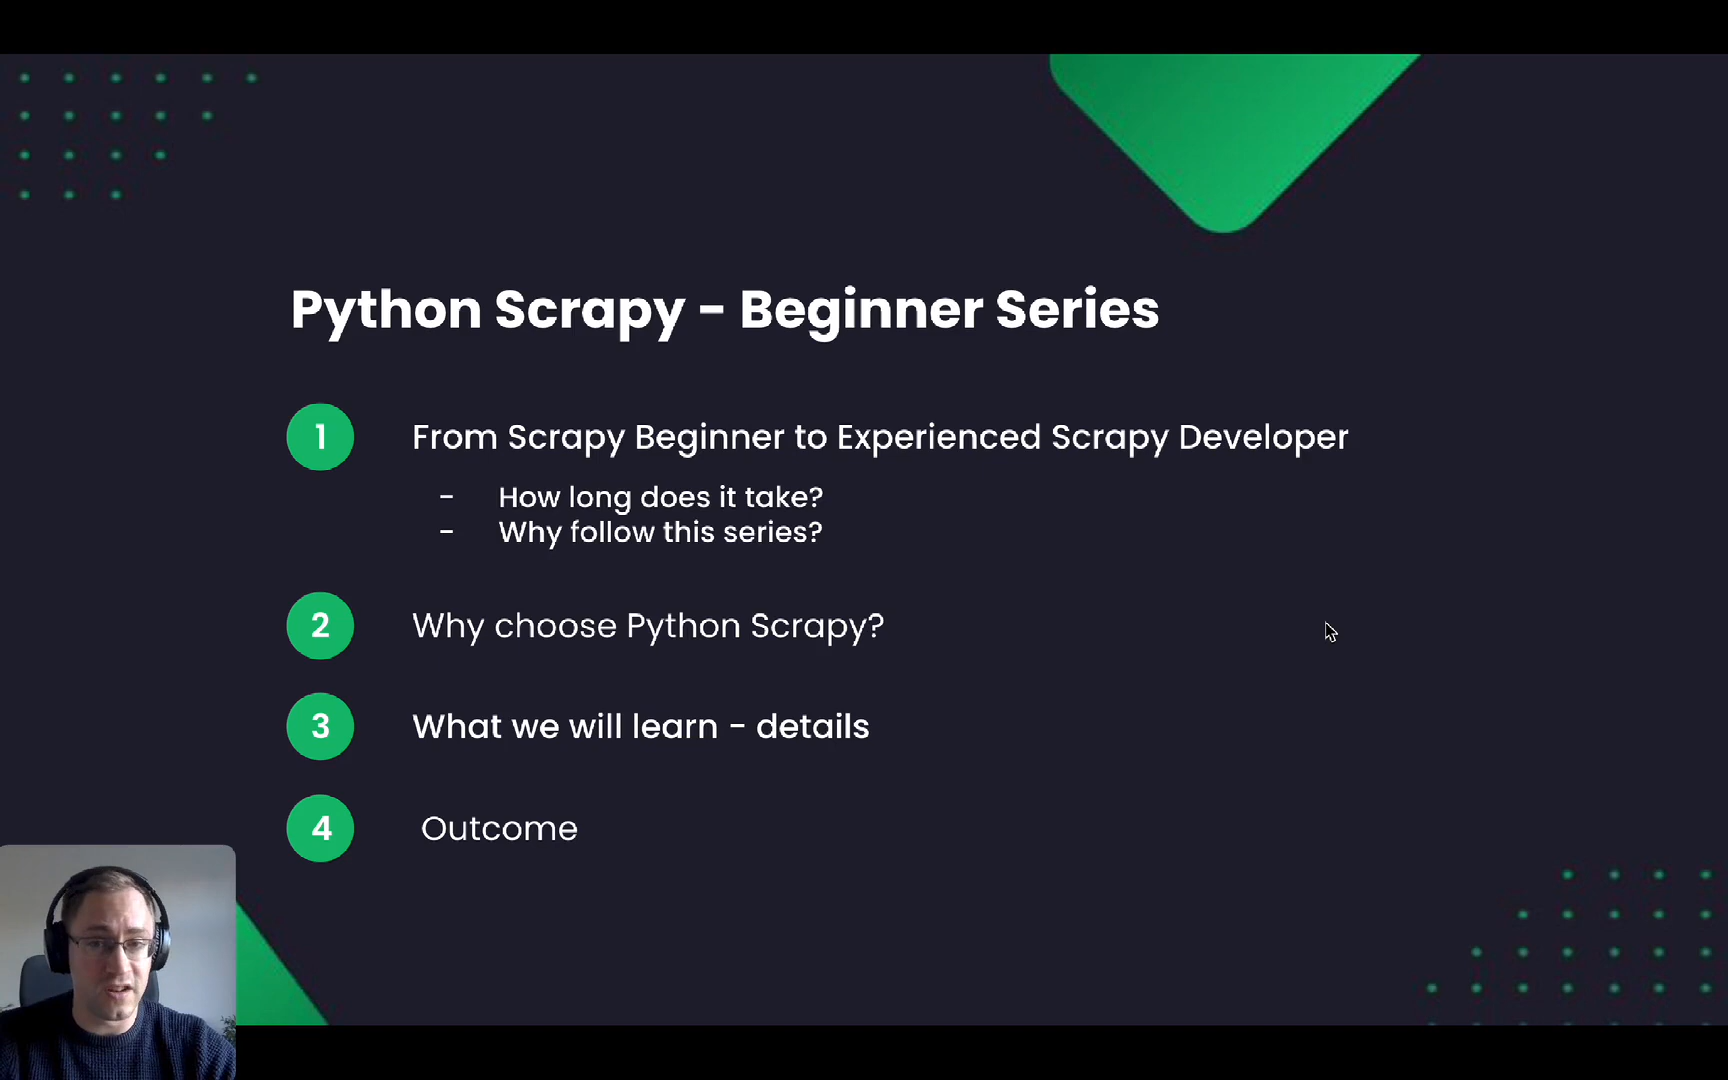 Python Scrapy - Beginner Series
1 From Scrapy Beginner to Experienced Scrapy Developer
- How long does it take?
- Why follow this series?
2 Why choose Python Scrapy?
3 What we will learn - details
4 Outcome